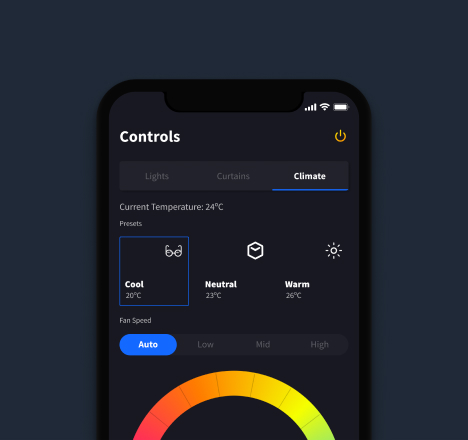 Controls
Lights Curtains Climate
Current Temperature: 24°C
Presets
Cool Neutral Warm
20°C 23°C 26°C
Fan Speed
Auto Low Mid High